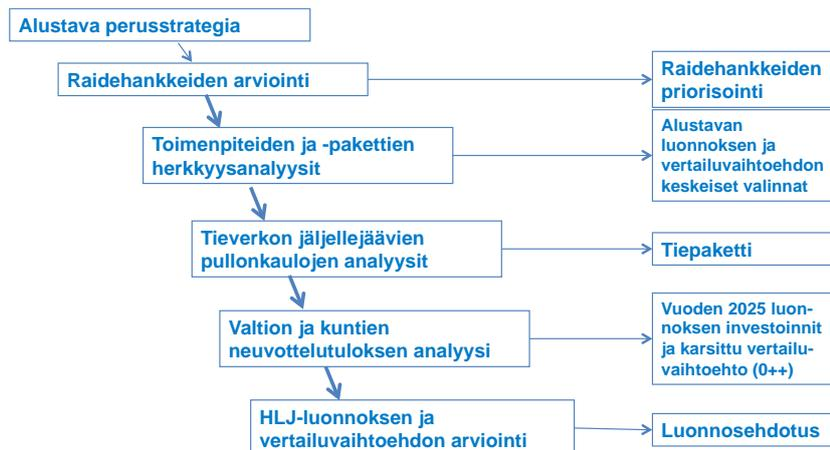 Alustava perusstrategia
Raidehankkeiden arviointi
Raidehankkeiden
priorisointi
Toimenpiteiden ja -pakettien
herkkyysanalyysit
Alustavan
luonnoksen ja
vertailuvaihtoehdon
keskeiset valinnat
Tieverkon jäljellejäävien
pullonkaulojen analyysit
Tiepaketti
Valtion ja kuntien
neuvottelutuloksen analyysi
Vuoden 2025 luon-
noksen investoinnit
ja karsittu vertailu-
vaihtoehto (0++)
HLJ-luonnoksen ja
vertailuvaihtoehdon arviointi
Luonnosehdotus